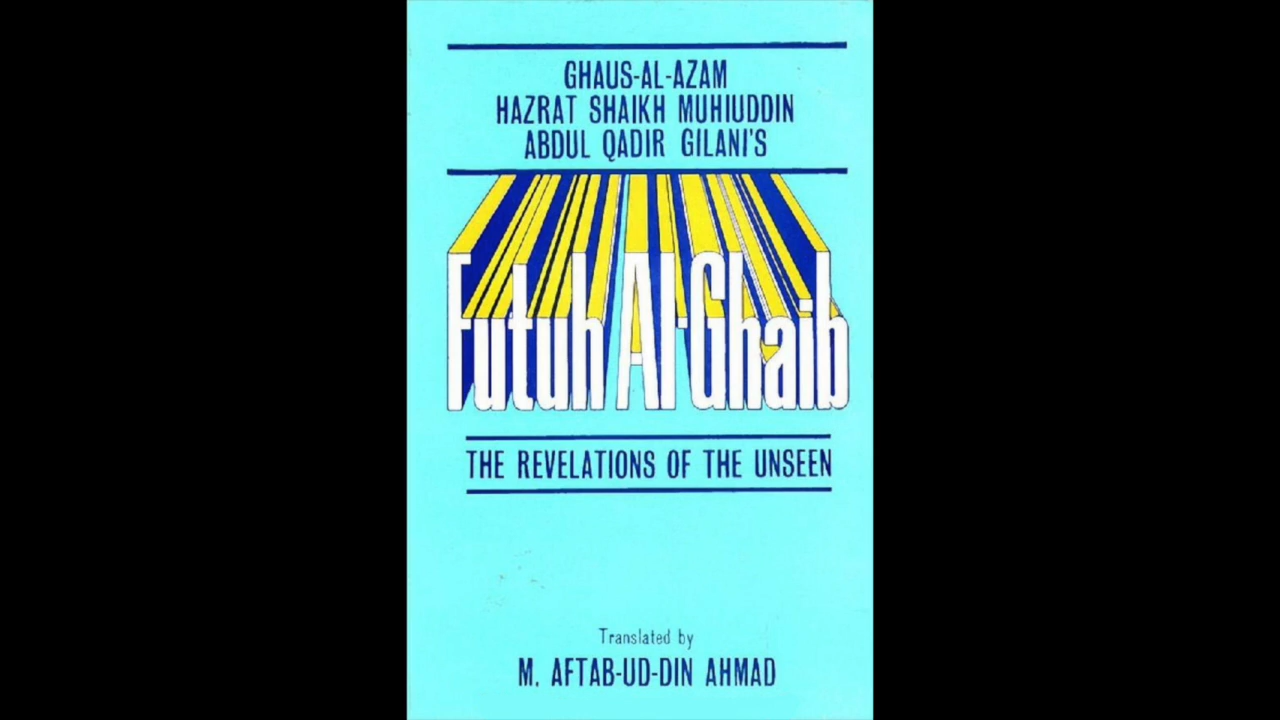 GHAUS-AL-AZAM
HAZRAT SHAIKH MUHIUDDIN
ABDUL QADIR GILANI'S
Futuh Al-Ghaib
THE REVELATIONS OF THE UNSEEN
Translated by
M. AFTAB-UD-DIN AHMAD